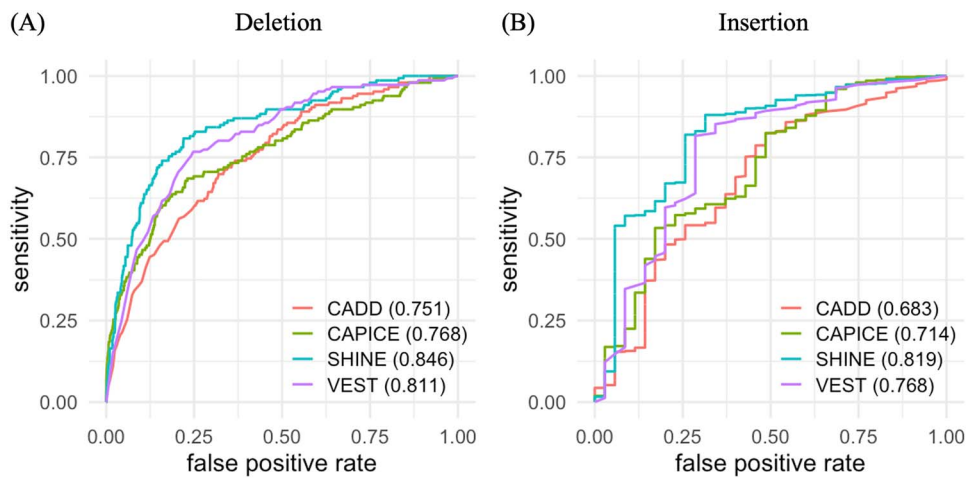 (A) Deletion
1.00
0.75
0.50
0.25
0.00
sensitivity
CADD (0.751)
CAPICE (0.768)
SHINE (0.846)
VEST (0.811)
0.00 0.25 0.50 0.75 1.00
false positive rate
(B) Insertion
1.00
0.75
0.50
0.25
0.00
sensitivity
CADD (0.683)
CAPICE (0.714)
SHINE (0.819)
VEST (0.768)
0.00 0.25 0.50 0.75 1.00
false positive rate